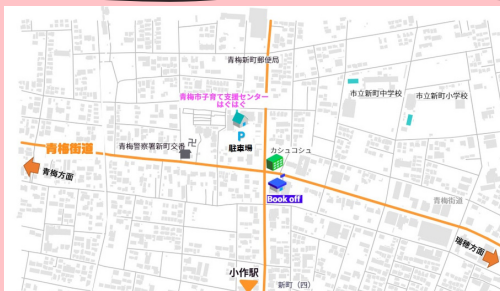 青梅新町郵便局
青梅市子育て支援センター
はぐはぐ
市立新町中学校
市立新町小学校
P
駐車場
青梅街道
青梅警察署新町交番
卍
カシュコシュ
青梅方面
Book off
青梅街道
瑞穂方面
小作駅
新町（四）